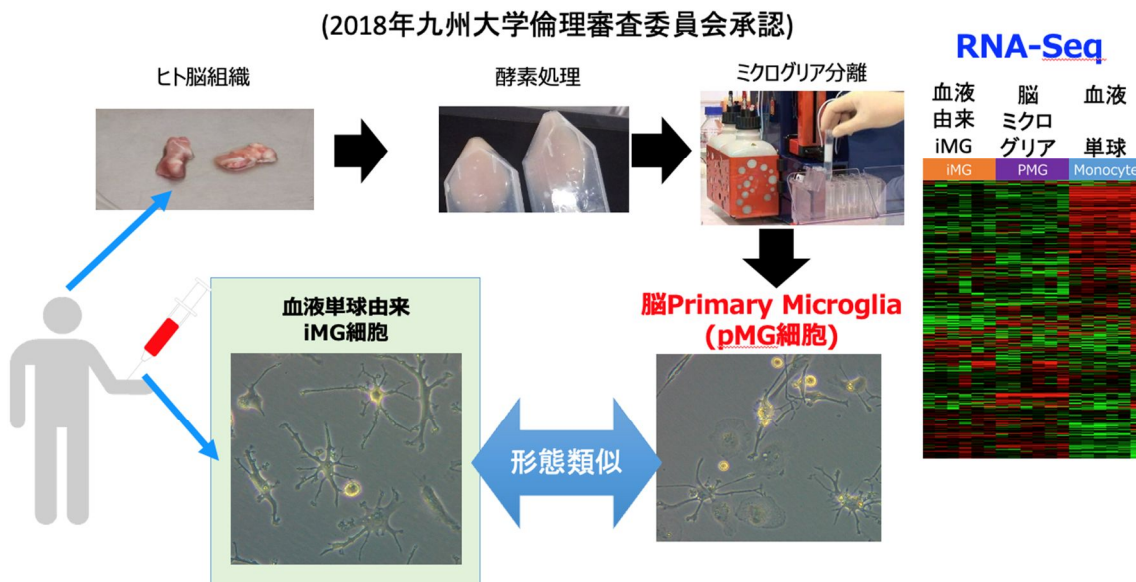 (2018年九州大学倫理審査委員会承認)
ヒト脳組織
酵素処理
ミクログリア分離
RNA-Seq
血液
由来
iMG
脳
ミクロ
グリア
血液
単球
iMG
PMG
Monocyte
血液単球由来
iMG細胞
脳Primary Microglia
(pMG細胞)
形態類似